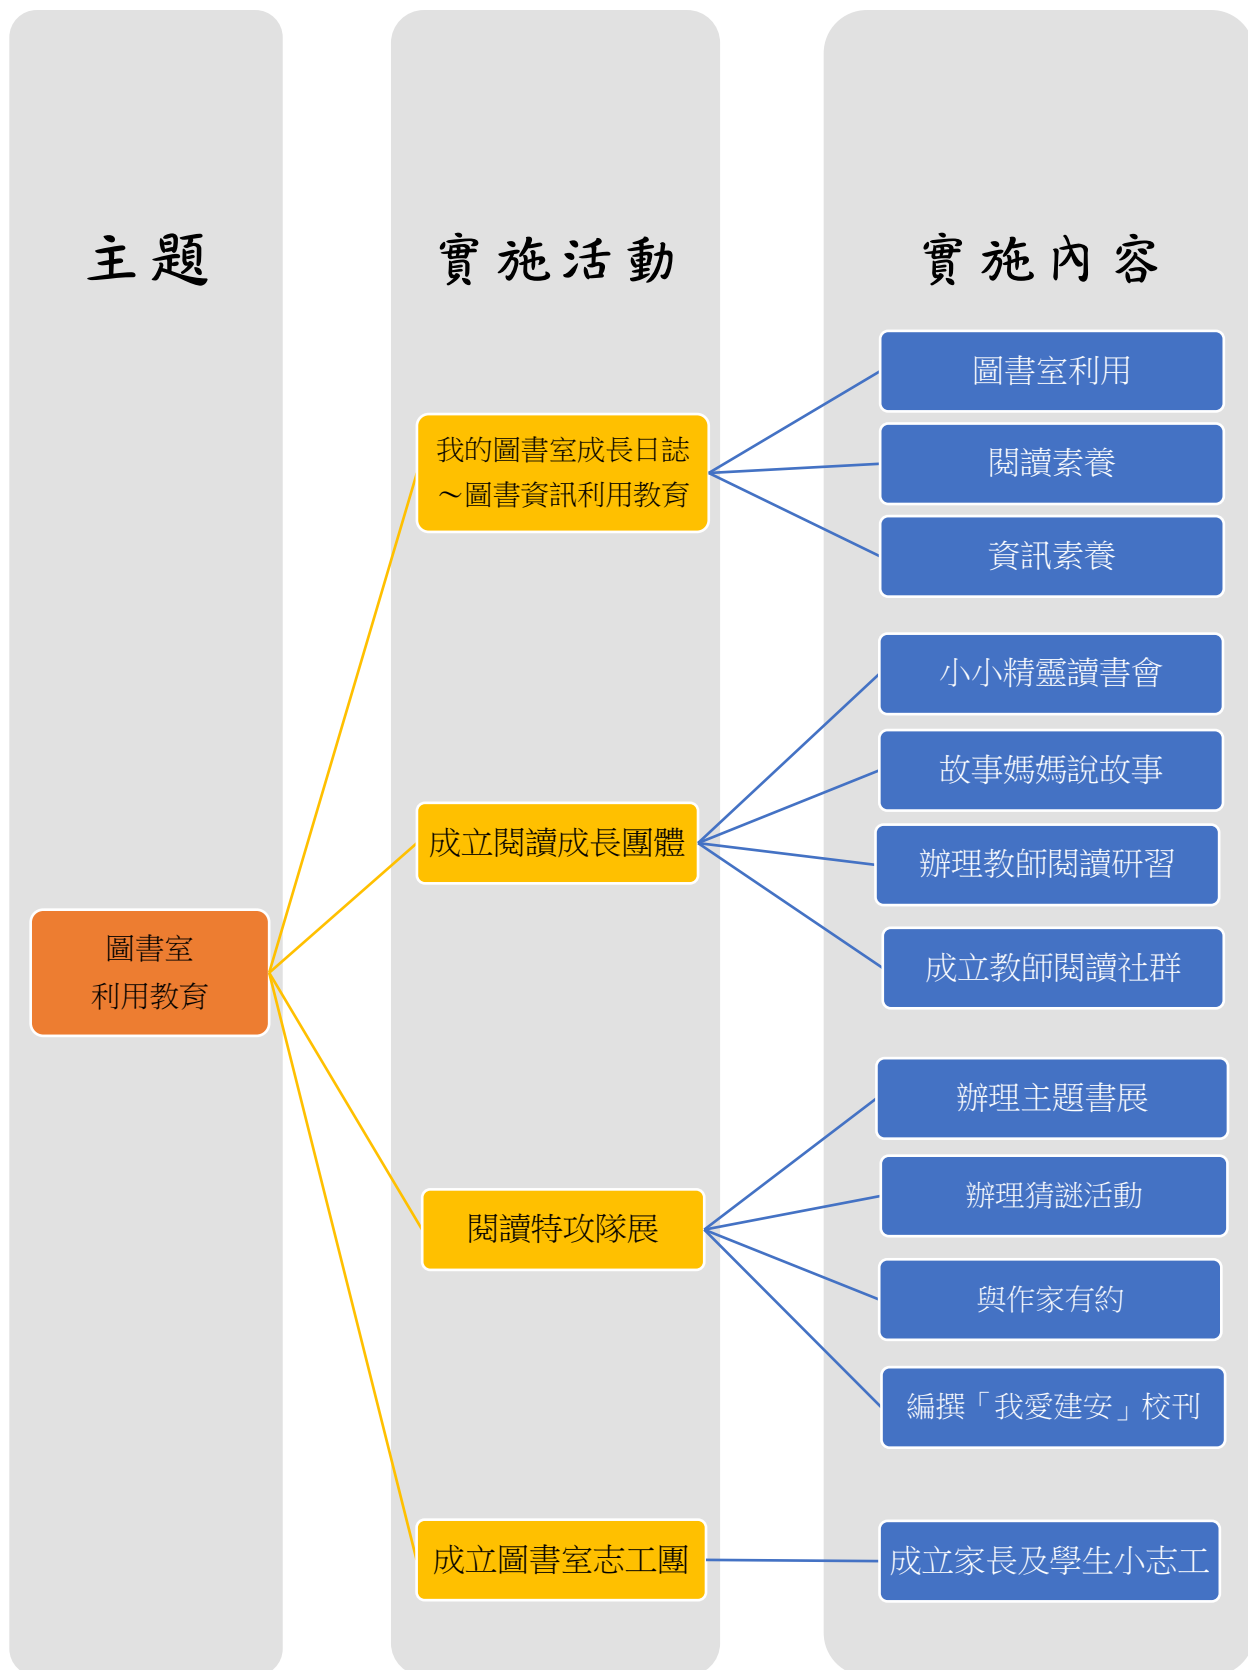 主題
實施活動
實施內容
圖書室
利用教育
我的圖書室成長日誌
～圖書資訊利用教育
圖書室利用
閱讀素養
資訊素養
成立閱讀成長團體
小小精靈讀書會
故事媽媽說故事
辦理教師閱讀研習
成立教師閱讀社群
閱讀特攻隊展
辦理主題書展
辦理猜謎活動
與作家有約
編撰「我愛建安」校刊
成立圖書室志工團
成立家長及學生小志工